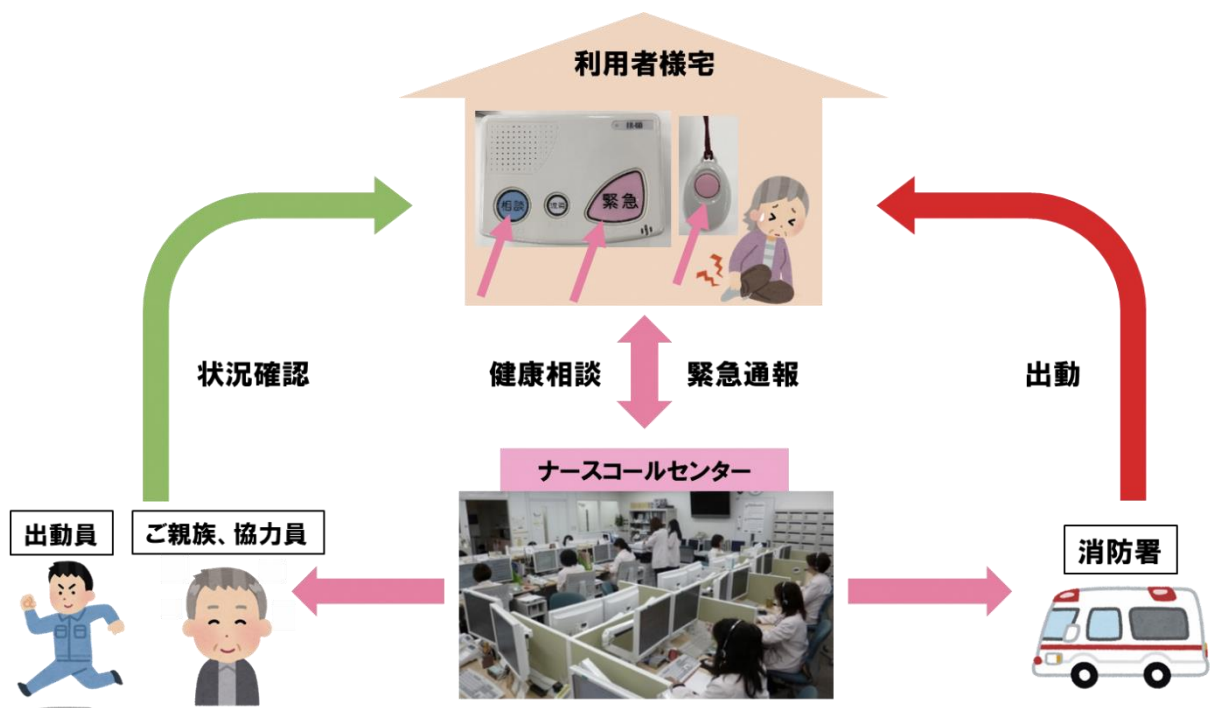 利用者様宅
相談
緊急
状況確認
健康相談
緊急通報
出動
ナースコールセンター
出動員
ご親族、協力員
消防署